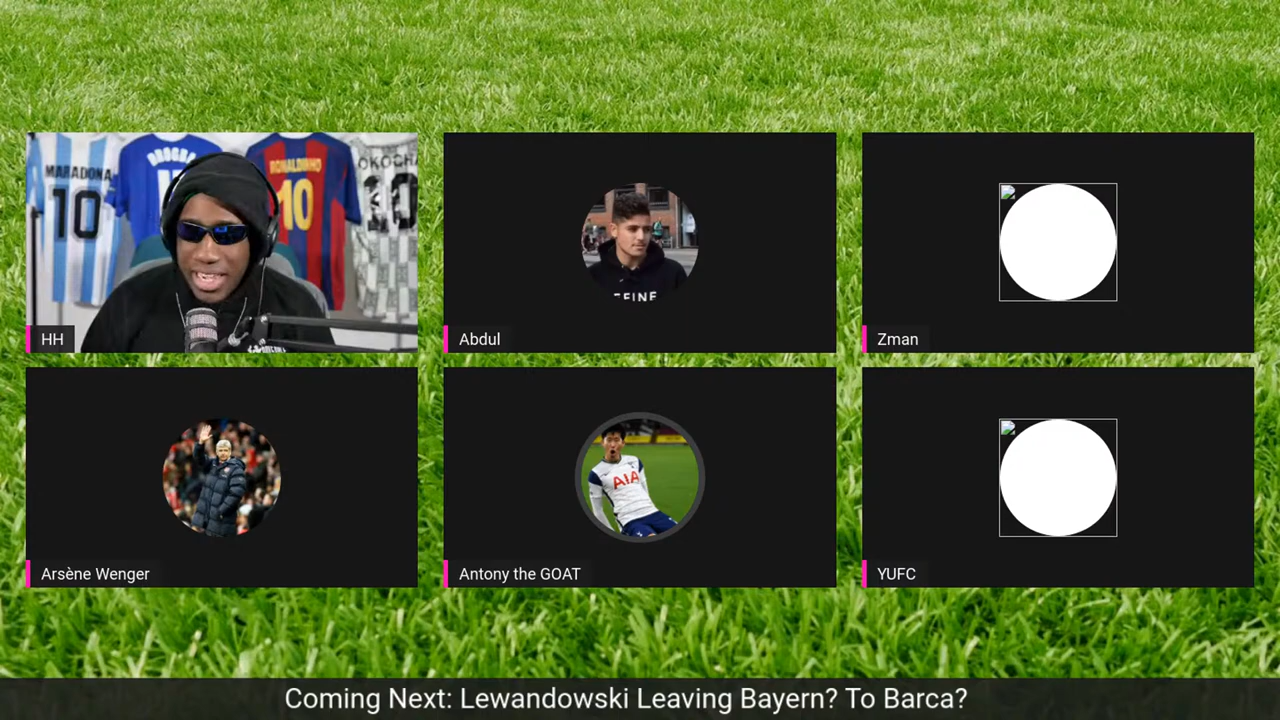 MARADONA
10
DROGBA
RONALDINHO
10
OKOCHA
10
HH
Abdul
Zman
AIA
Arsène Wenger
Antony the GOAT
YUFC
Coming Next: Lewandowski Leaving Bayern? To Barca?